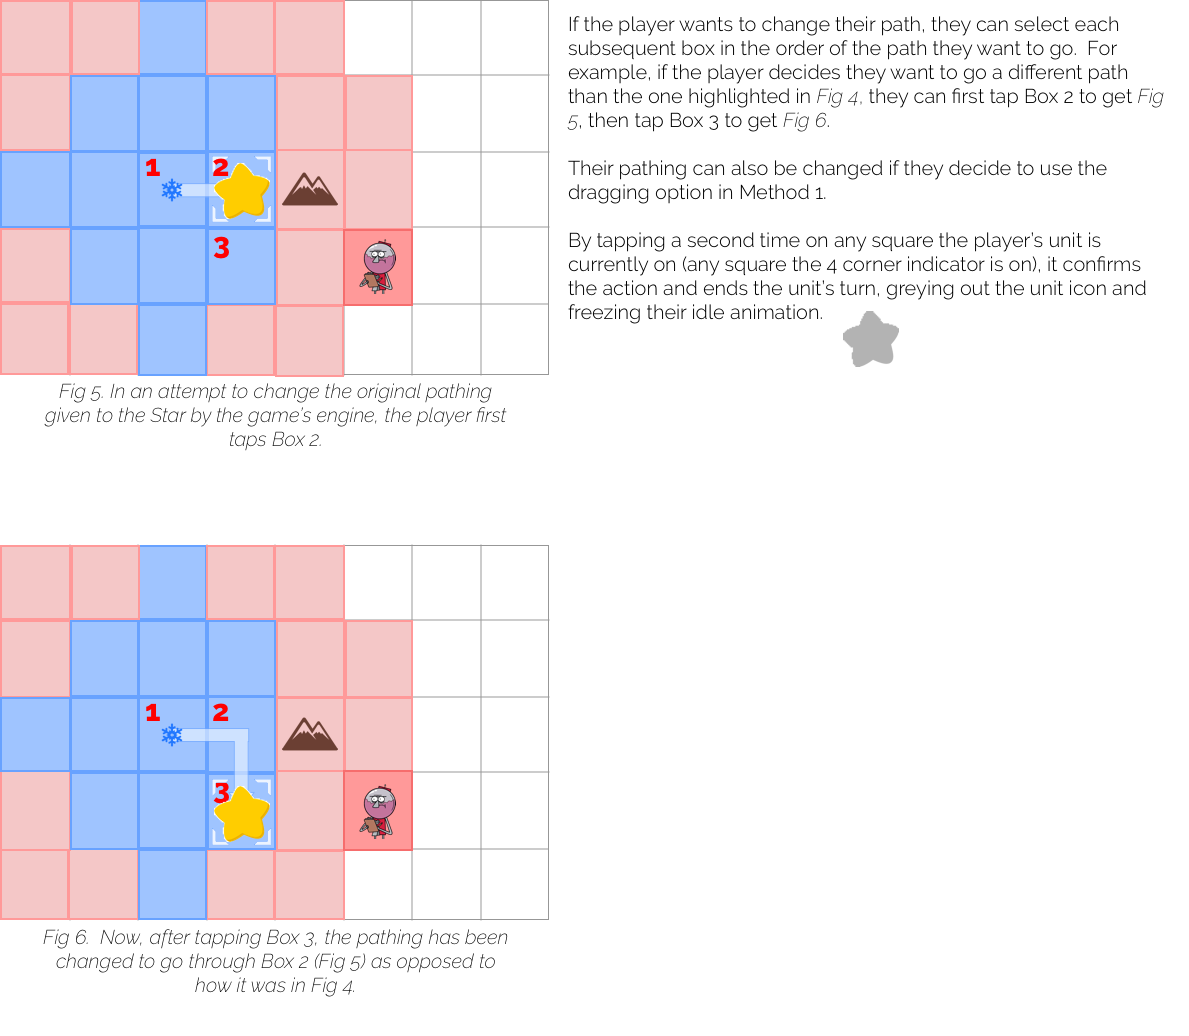 If the player wants to change their path, they can select each
subsequent box in the order of the path they want to go.  For
example, if the player decides they want to go a different path
than the one highlighted in Fig 4, they can first tap Box 2 to get Fig
5, then tap Box 3 to get Fig 6.
Their pathing can also be changed if they decide to use the
dragging option in Method 1.
By tapping a second time on any square the player's unit is
currently on (any square the 4 corner indicator is on), it confirms
the action and ends the unit's turn, greying out the unit icon and
freezing their idle animation.
1 2
3
Fig 5. In an attempt to change the original pathing
given to the Star by the game's engine, the player first
taps Box 2.
1 2
3
Fig 6.  Now, after tapping Box 3, the pathing has been
changed to go through Box 2 (Fig 5) as opposed to
how it was in Fig 4.